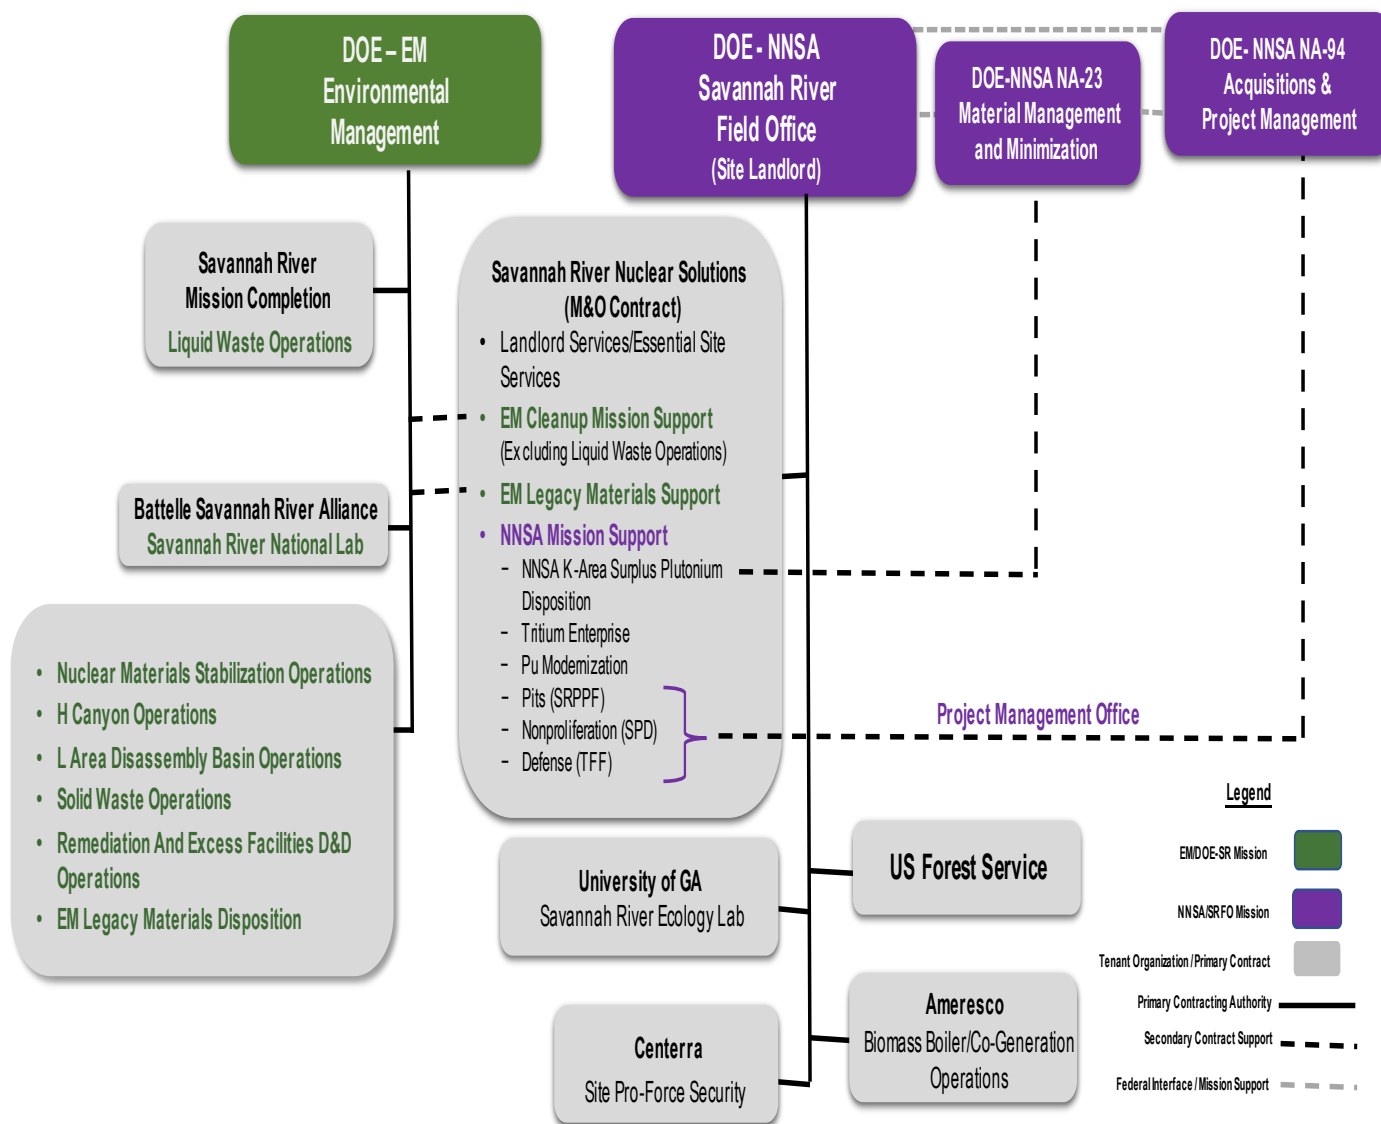 DOE – EM
Environmental
Management
DOE - NNSA
Savannah River
Field Office
(Site Landlord)
DOE-NNSA NA-23
Material Management
and Minimization
DOE- NNSA NA-94
Acquisitions &
Project Management
Savannah River
Mission Completion
Liquid Waste Operations
Battelle Savannah River Alliance
Savannah River National Lab
• Nuclear Materials Stabilization Operations
• H Canyon Operations
• L Area Disassembly Basin Operations
• Solid Waste Operations
• Remediation And Excess Facilities D&D
Operations
• EM Legacy Materials Disposition
Savannah River Nuclear Solutions
(M&O Contract)
• Landlord Services/Essential Site
Services
• EM Cleanup Mission Support
(Excluding Liquid Waste Operations)
• EM Legacy Materials Support
• NNSA Mission Support
– NNSA K-Area Surplus Plutonium
Disposition
– Tritium Enterprise
– Pu Modernization
– Pits (SRPPF)
– Nonproliferation (SPD)
– Defense (TFF)
Project Management Office
University of GA
Savannah River Ecology Lab
US Forest Service
Centerra
Site Pro-Force Security
Ameresco
Biomass Boiler/Co-Generation
Operations
Legend
EM/DOE-SR Mission
NNSA/SRFO Mission
Tenant Organization / Primary Contract
Primary Contracting Authority
Secondary Contract Support
Federal Interface / Mission Support